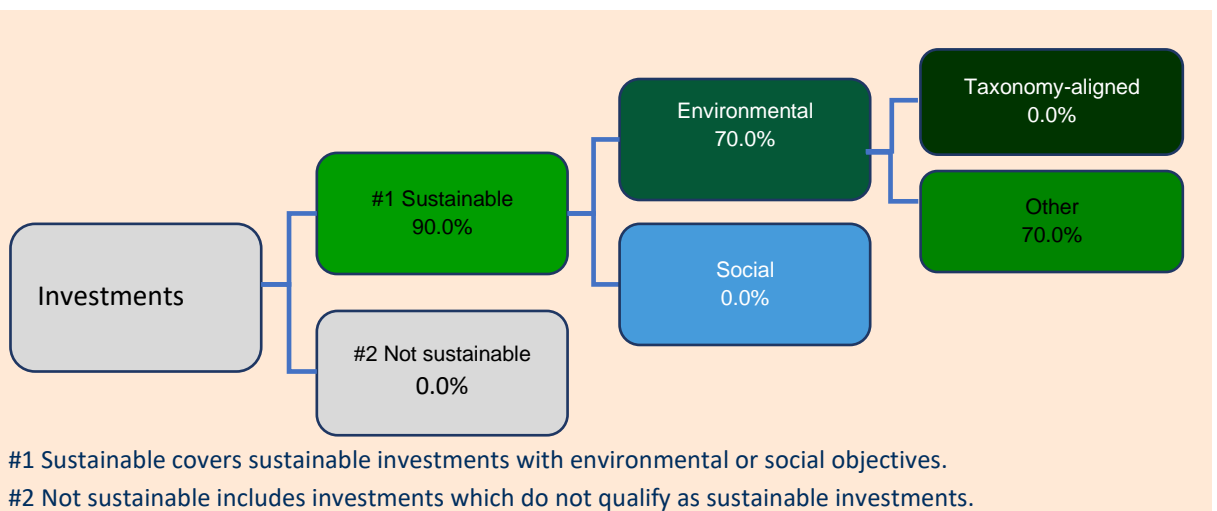 Investments
#1 Sustainable
90.0%
#2 Not sustainable
0.0%
Environmental
70.0%
Social
0.0%
Taxonomy-aligned
0.0%
Other
70.0%
#1 Sustainable covers sustainable investments with environmental or social objectives.
#2 Not sustainable includes investments which do not qualify as sustainable investments.